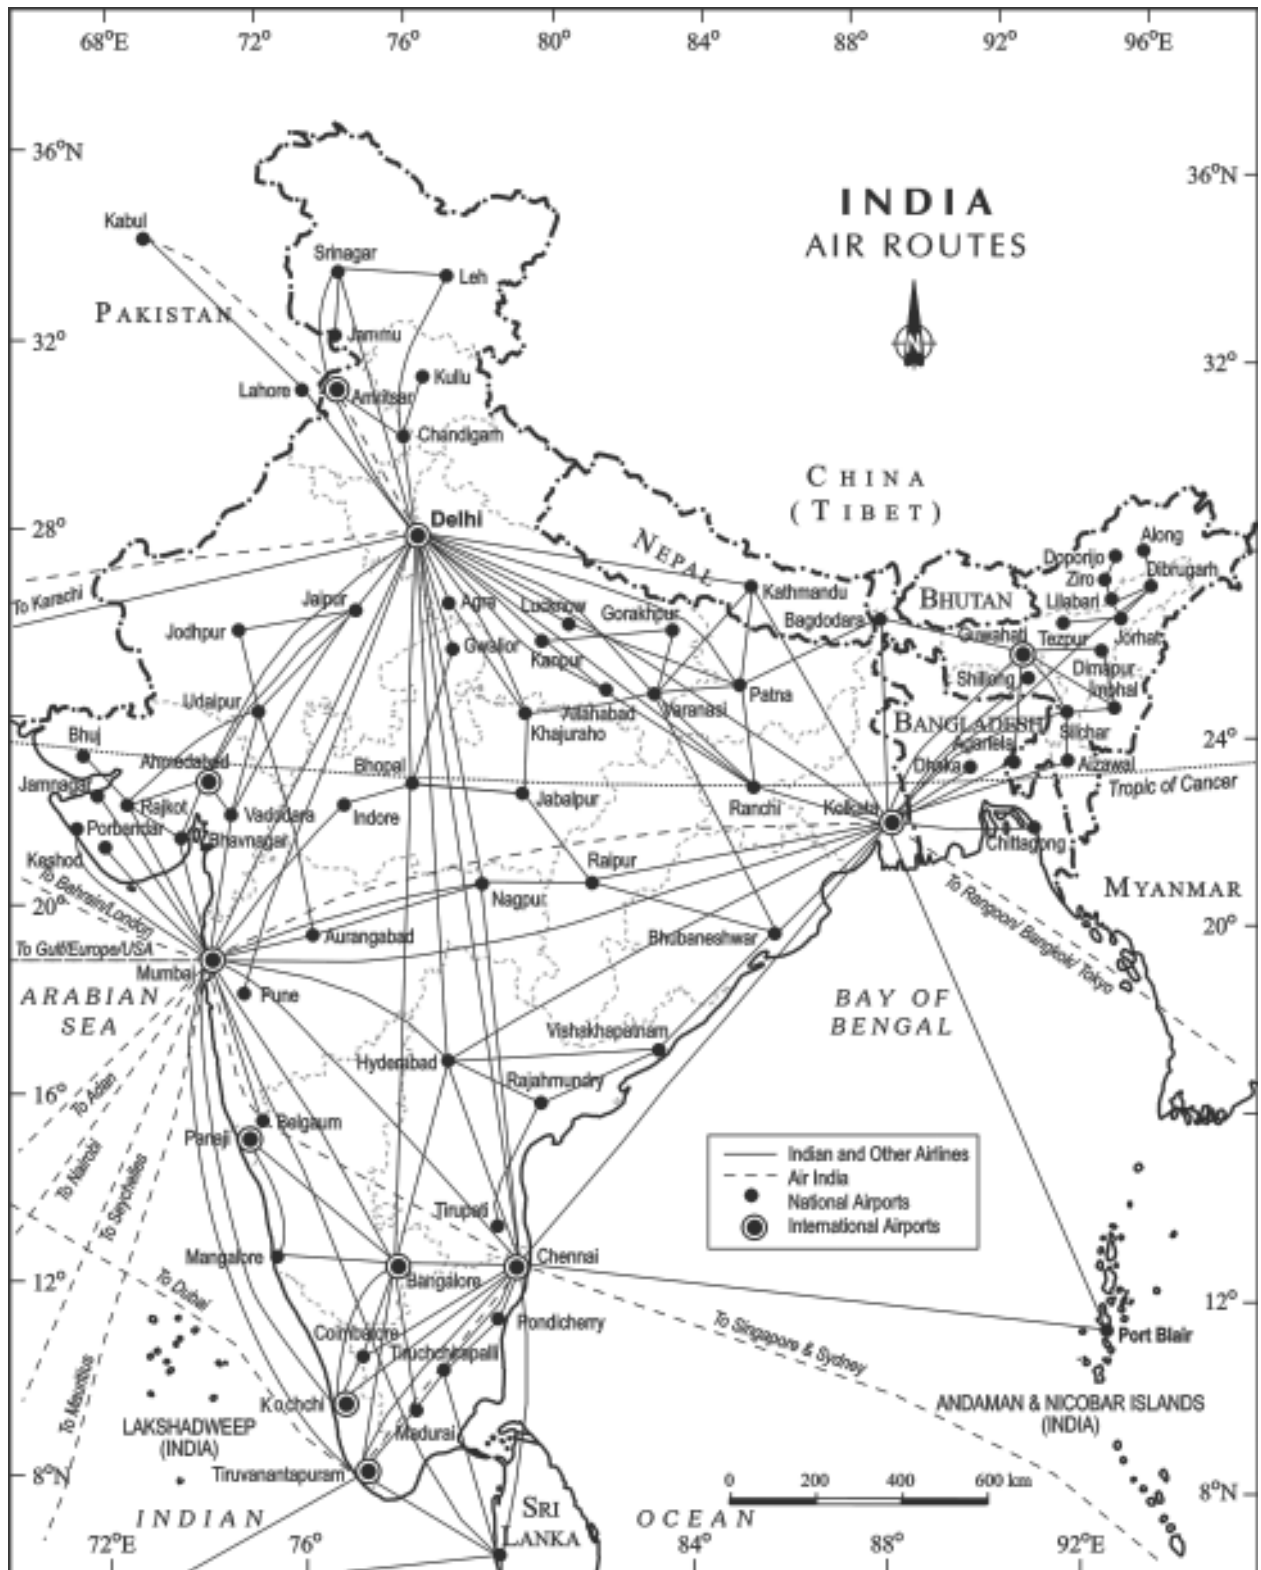 68°E 72° 76° 80° 84° 88° 92° 96°E
36°N
36°N
INDIA
AIR ROUTES
N
Kabul
Srinagar
Leh
PAKISTAN
Jammu
32°
32°
Kullu
Lahore
Amritsar
Chandigarh
CHINA
(TIBET)
28°
Delhi
NEPAL
Along
Doporijo
Ziro
Dibrugarh
Lilabari
To Karachi
Jaipur
Agra
Lucknow
Gorakhpur
Kathmandu
Bagdodara
BHUTAN
Jodhpur
Gwalior
Kanpur
Guwahati
Tezpur
Jorhat
Dimapur
Shillong
Imphal
Udaipur
Allahabad
Varanasi
Patna
Khajuraho
BANGLADESH
Silchar
Bhuj
24°
Ahmedabad
Bhopal
Agartala
Dhaka
Aizawal
Jamnagar
Rajkot
Vadodara
Indore
Jabalpur
Ranchi
Kolkata
Tropic of Cancer
Porbandar
Bhavnagar
Chittagong
Keshod
Raipur
To Bahrain/London
Nagpur
MYANMAR
20°
20°
To Rangoon/ Bangkok/ Tokyo
Aurangabad
Bhubaneshwar
To Gulf/Europe/USA
Mumbai
ARABIAN
SEA
Pune
BAY OF
BENGAL
Vishakhapatnam
Hyderabad
Rajahmundry
16°
16°
To Aden
Belgaum
Panaji
To Nairobi
To Seychelles
Indian and Other Airlines
Air India
National Airports
International Airports
Tirupati
Mangalore
Chennai
Bangalore
12°
12°
To Dubai
Pondicherry
Port Blair
Coimbatore
To Singapore & Sydney
Tiruchchirapalli
To Mauritius
Kochchi
Madurai
LAKSHADWEEP
(INDIA)
ANDAMAN & NICOBAR ISLANDS
(INDIA)
Tiruvanantapuram
8°N
8°N
0 200 400 600 km
INDIAN
OCEAN
SRI
LANKA
72°E 76° 84° 88° 92°E